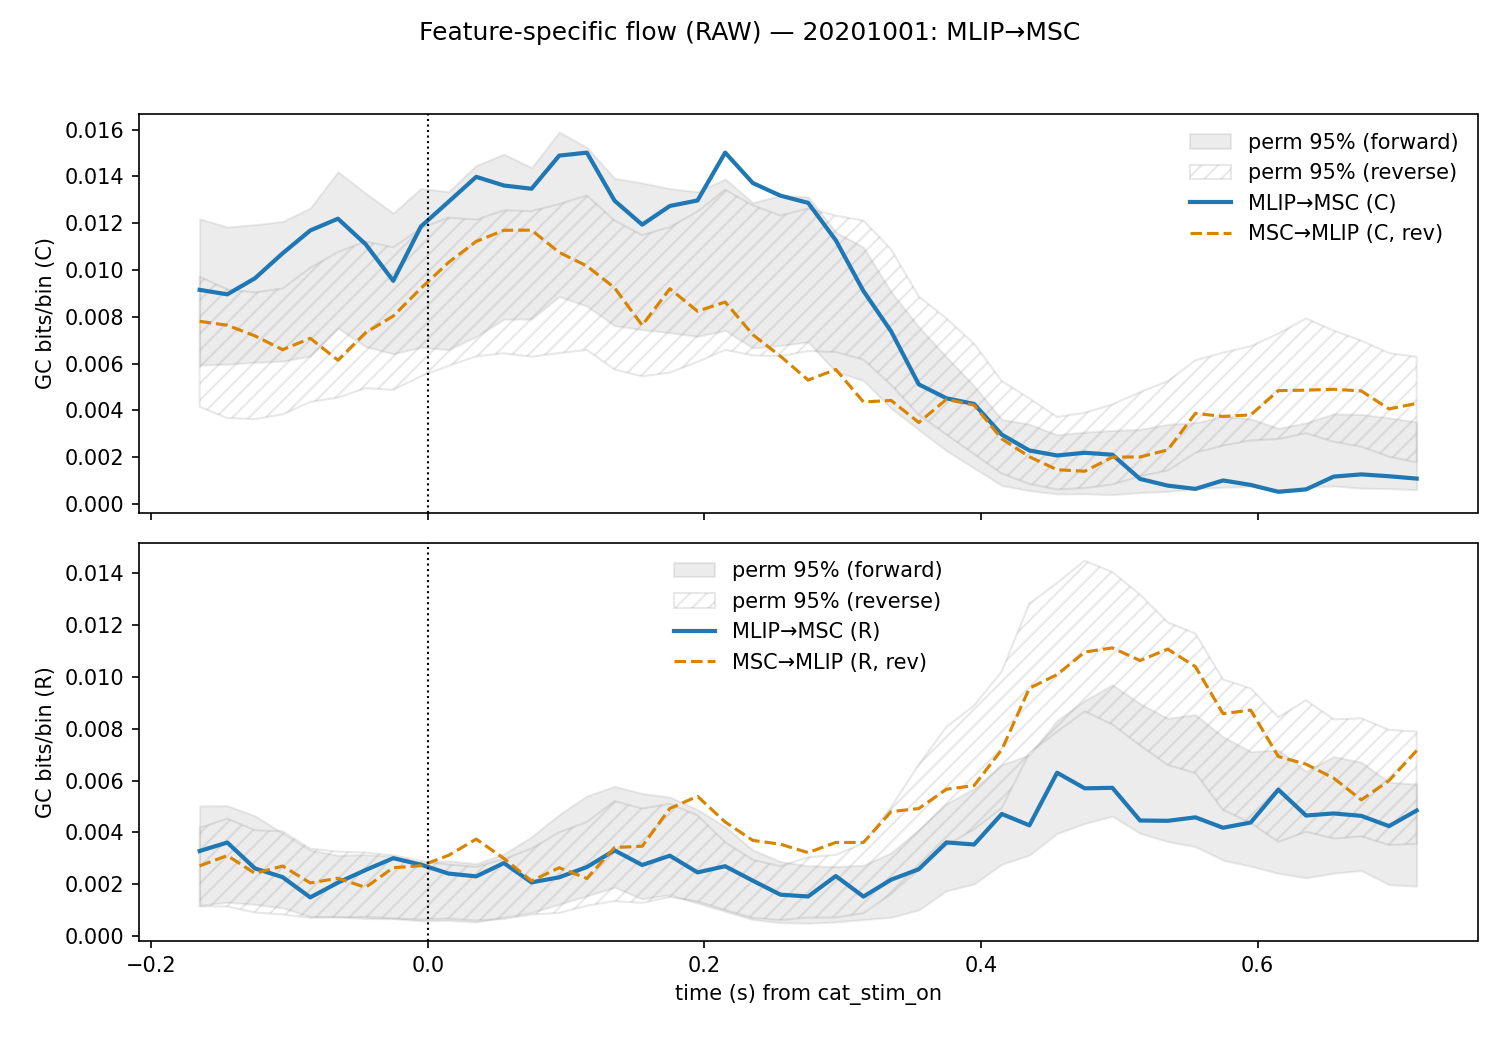 Feature-specific flow (RAW) — 20201001: MLIP→MSC
0.016
0.014
0.012
0.010
0.008
0.006
0.004
0.002
0.000
GC bits/bin (C)
perm 95% (forward)
perm 95% (reverse)
MLIP→MSC (C)
MSC→MLIP (C, rev)
0.014
0.012
0.010
0.008
0.006
0.004
0.002
0.000
GC bits/bin (R)
perm 95% (forward)
perm 95% (reverse)
MLIP→MSC (R)
MSC→MLIP (R, rev)
−0.2
0.0
0.2
0.4
0.6
time (s) from cat_stim_on